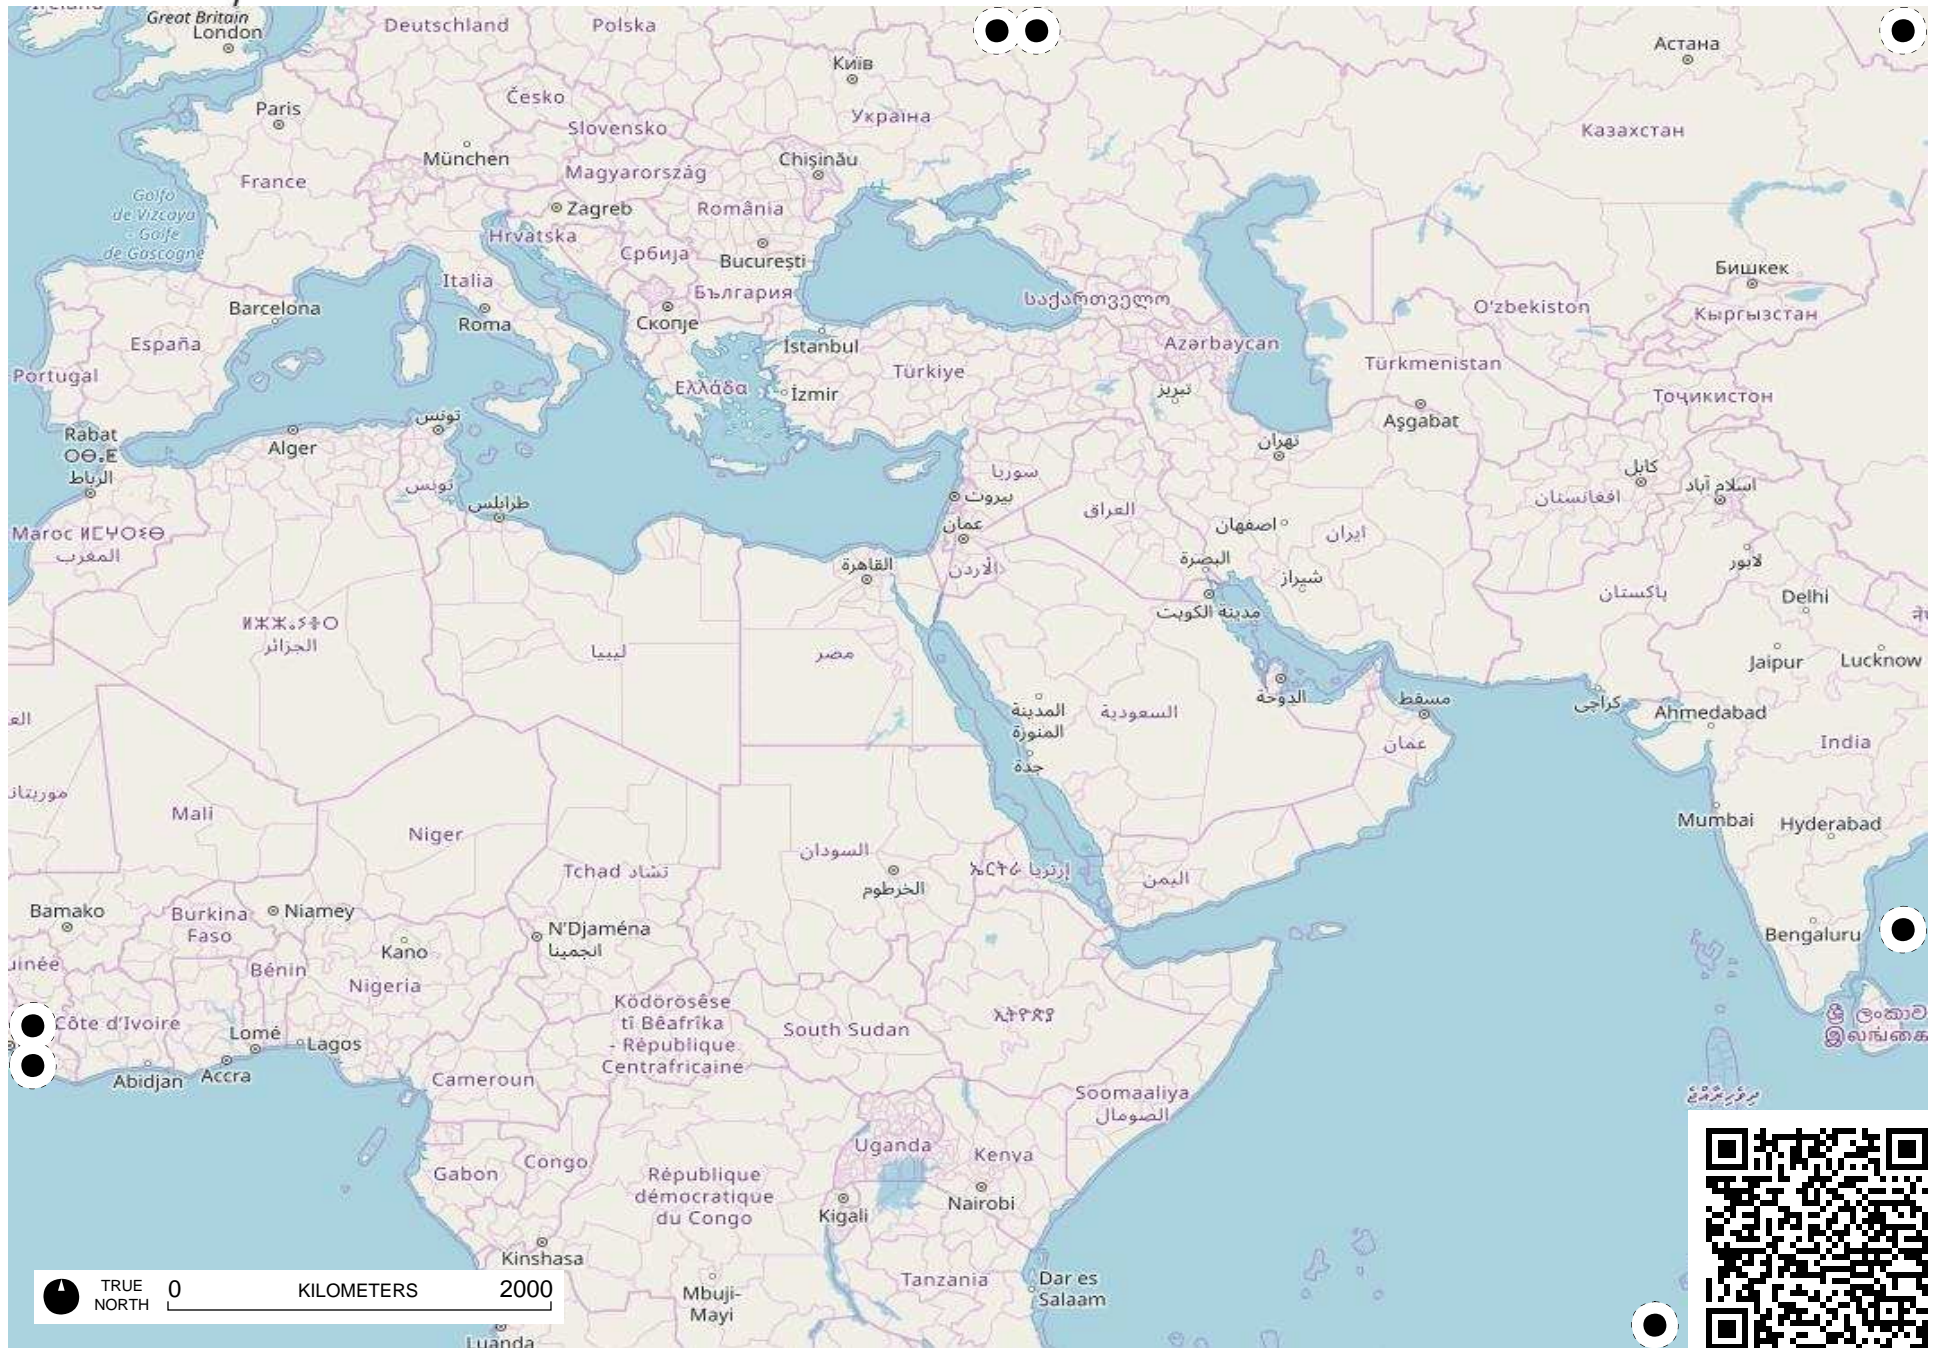 Great Britain
London
Deutschland
Polska
Астана
Київ
Paris
Česko
Україна
Slovensko
Казахстан
München
Chișinău
France
Magyarország
Golfo
de Vizcaya
- Golfe
de Gascogne
Zagreb
România
Hrvatska
Србија
București
Бишкек
Italia
България
Barcelona
Roma
Скопје
საქართველო
O'zbekiston
Кыргызстан
España
İstanbul
Azərbaycan
Türkiye
Türkmenistan
Portugal
Ελλάδα
İzmir
تبریز
Тоҷикистон
تونس
Aşgabat
Rabat
ⵔⴱⴰⵟ
الرباط
Alger
تهران
كابل
سوريا
اسلام آباد
تونس
بيروت
افغانستان
طرابلس
العراق
عمان
اصفهان
ایران
Maroc ⵍⵎⵖⵔⵉⴱ
المغرب
القاهرة
الأردن
البصرة
شیراز
لاہور
مدينة الكويت
پاکستان
Delhi
ⵍⵣⵣⴰⵢⵔ
الجزائر
ليبيا
مصر
Jaipur
Lucknow
الدوحة
مسقط
کراچی
المدينة
المنورة
السعودية
Ahmedabad
عمان
India
جدة
Mali
Niger
Mumbai
Hyderabad
السودان
Tchad تشاد
ኤርትራ إرتريا
اليمن
الخرطوم
Bamako
Burkina
Faso
Niamey
N'Djaména
انجمينا
Kano
Bengaluru
Bénin
Nigeria
Ködörösêse
tî Bêafrîka
- République
Centrafricaine
South Sudan
ኢትዮጵያ
Côte d'Ivoire
Lomé
Lagos
ශ්‍රී ලංකාව
இலங்கை
Abidjan
Accra
Cameroun
Soomaaliya
الصومال
ދިވެހިރާއްޖެ
Uganda
Kenya
Gabon
Congo
République
démocratique
du Congo
Kigali
Nairobi
Kinshasa
Tanzania
Dar es
Salaam
Mbuji-
Mayi
TRUE
NORTH
0 KILOMETERS 2000
Luanda